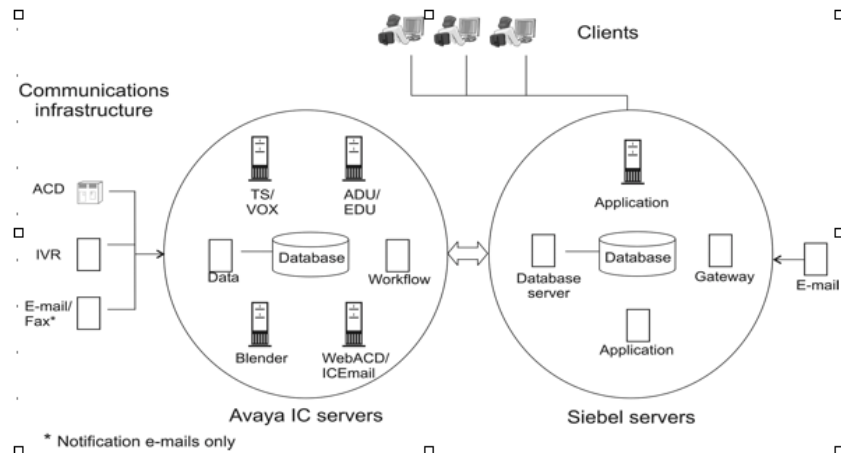 Clients
Communications
infrastructure
ACD
IVR
E-mail/
Fax*
TS/
VOX
ADU/
EDU
Data
Database
Workflow
Blender
WebACD/
ICEmail
Avaya IC servers
Application
Database
server
Database
Gateway
Application
E-mail
Siebel servers
* Notification e-mails only